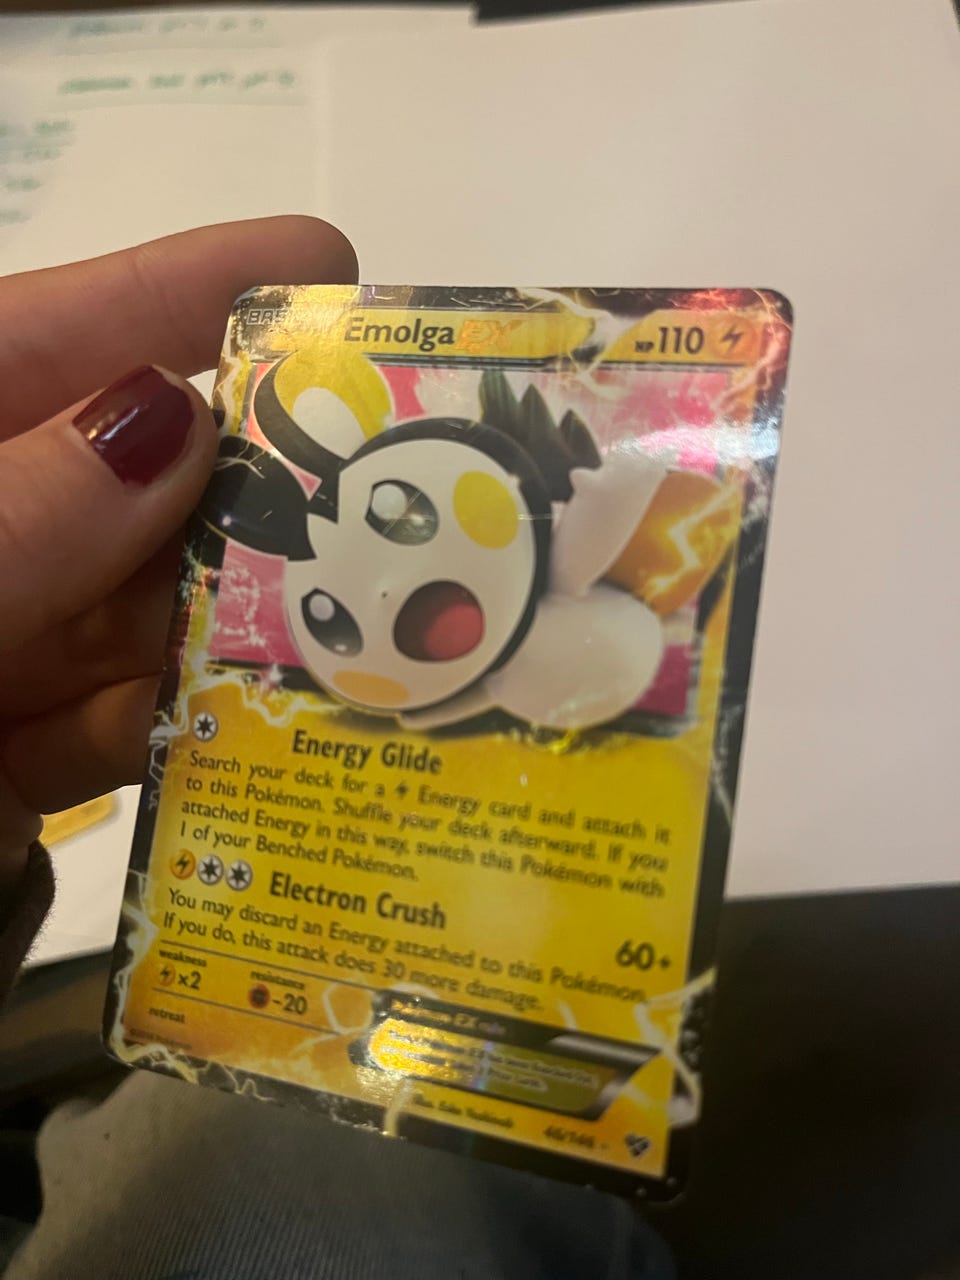 BASIC Emolga EX HP 110
Energy Glide
Search your deck for a Energy card and attach it
to this Pokémon. Shuffle your deck afterward. If you
attached Energy in this way, switch this Pokémon with
1 of your Benched Pokémon.
Electron Crush 60+
You may discard an Energy attached to this Pokémon.
If you do, this attack does 30 more damage.
weakness resistance
×2 -20
Pokémon EX rule
retreat
46/146